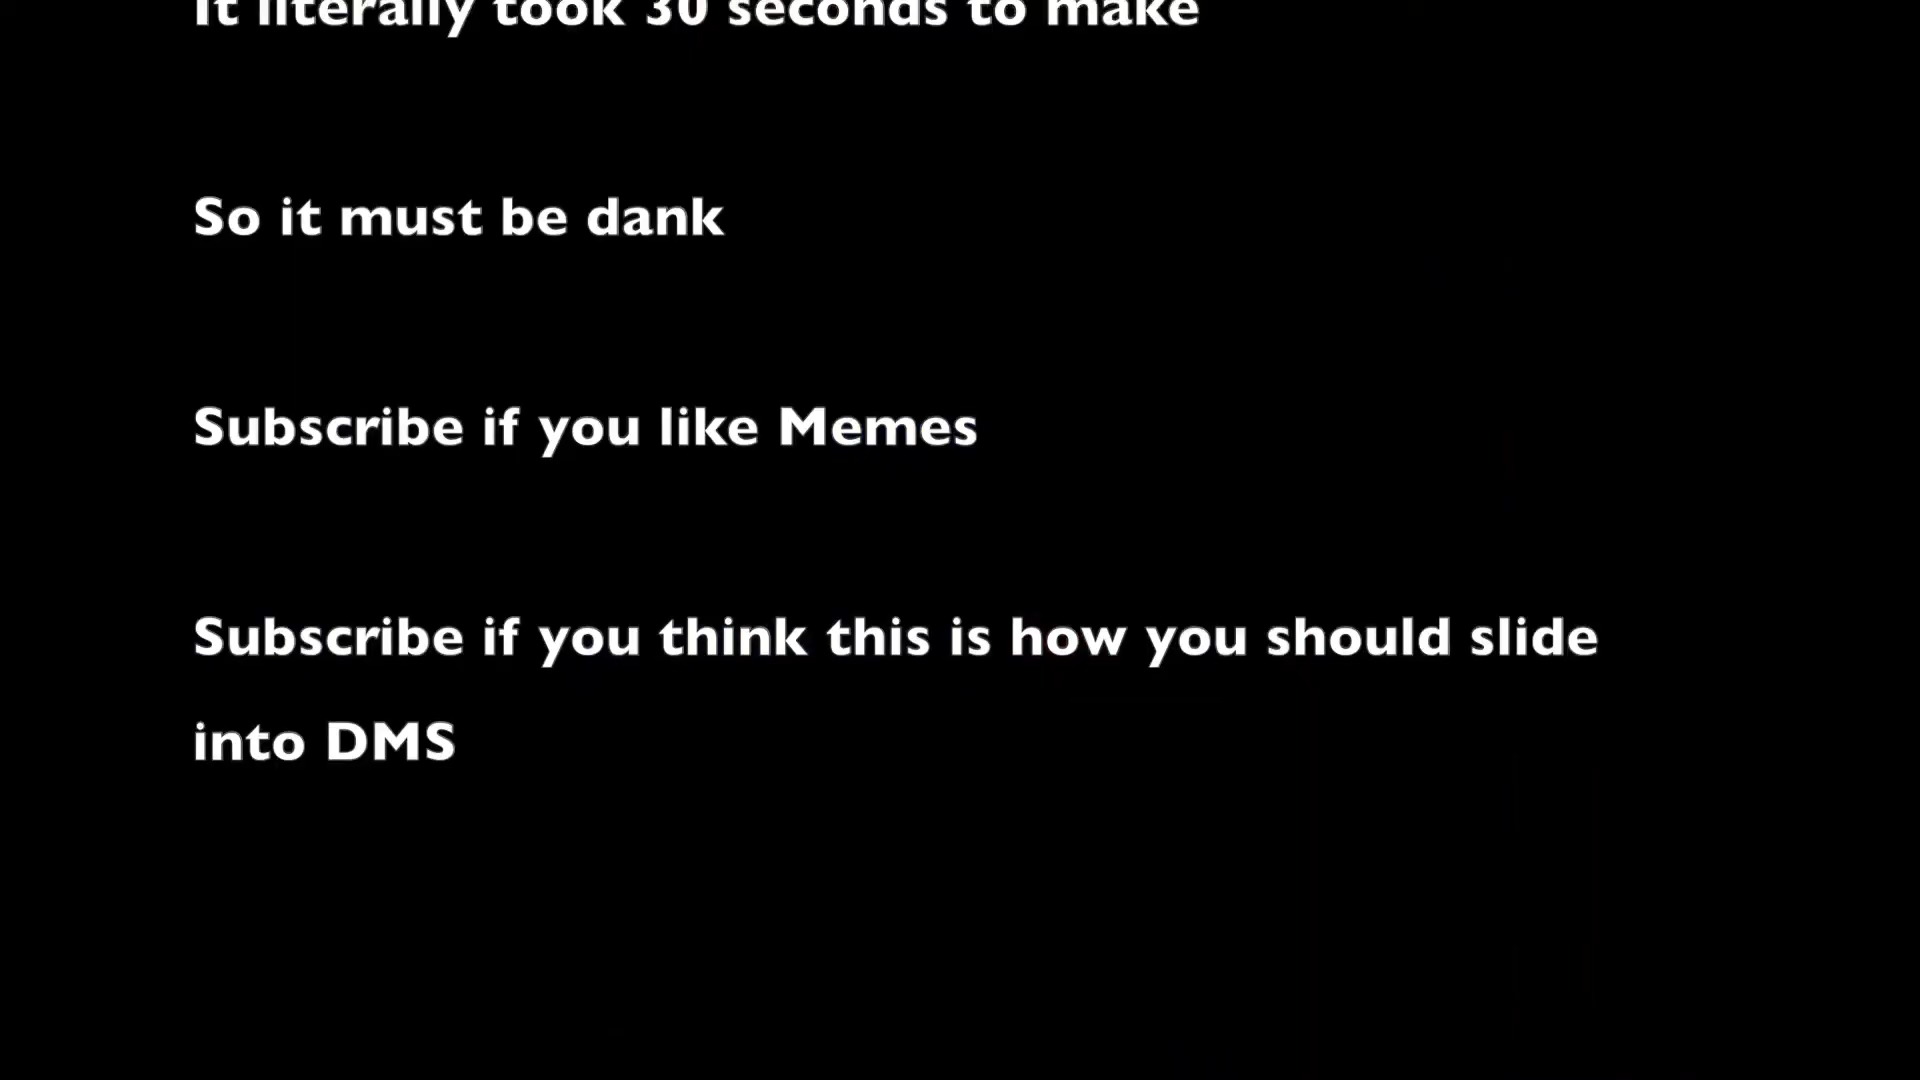 It literally took 30 seconds to make
So it must be dank
Subscribe if you like Memes
Subscribe if you think this is how you should slide
into DMS